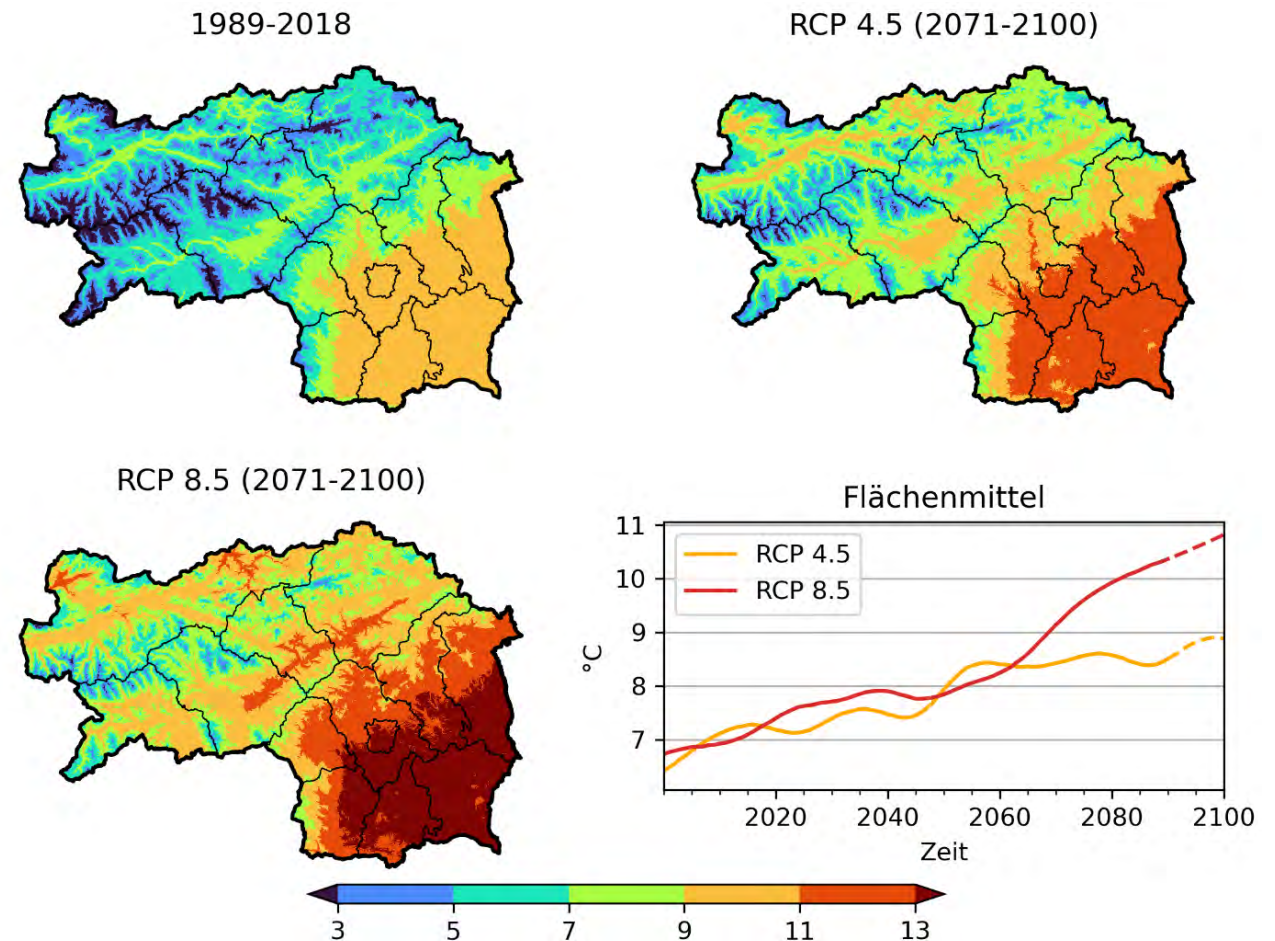 1989-2018
RCP 4.5 (2071-2100)
RCP 8.5 (2071-2100)
Flächenmittel
11
10
9
8
7
°C
RCP 4.5
RCP 8.5
2020 2040 2060 2080 2100
Zeit
3 5 7 9 11 13